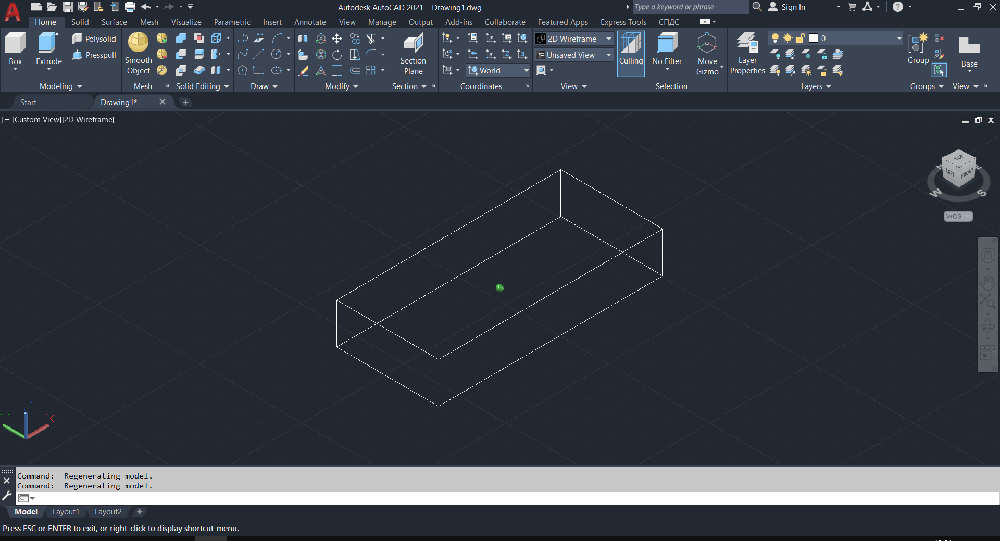 Autodesk AutoCAD 2021 Drawing1.dwg
Type a keyword or phrase
Sign In
Home Solid Surface Mesh Visualize Parametric Insert Annotate View Manage Output Add-ins Collaborate Featured Apps Express Tools СПДС
Box
Extrude
Polysolid
Presspull
Modeling
Smooth
Object
Mesh
Solid Editing
Draw
Modify
Section
Plane
Section
World
Coordinates
2D Wireframe
Unsaved View
View
Culling
No Filter
Move
Gizmo
Selection
Layer
Properties
0
Layers
Group
Groups
Base
View
Start
Drawing1*
[−][Custom View][2D Wireframe]
TOP
LEFT
FRONT
W
S
WCS
Z
Y
X
Command: Regenerating model.
Command: Regenerating model.
Model Layout1 Layout2
Press ESC or ENTER to exit, or right-click to display shortcut-menu.